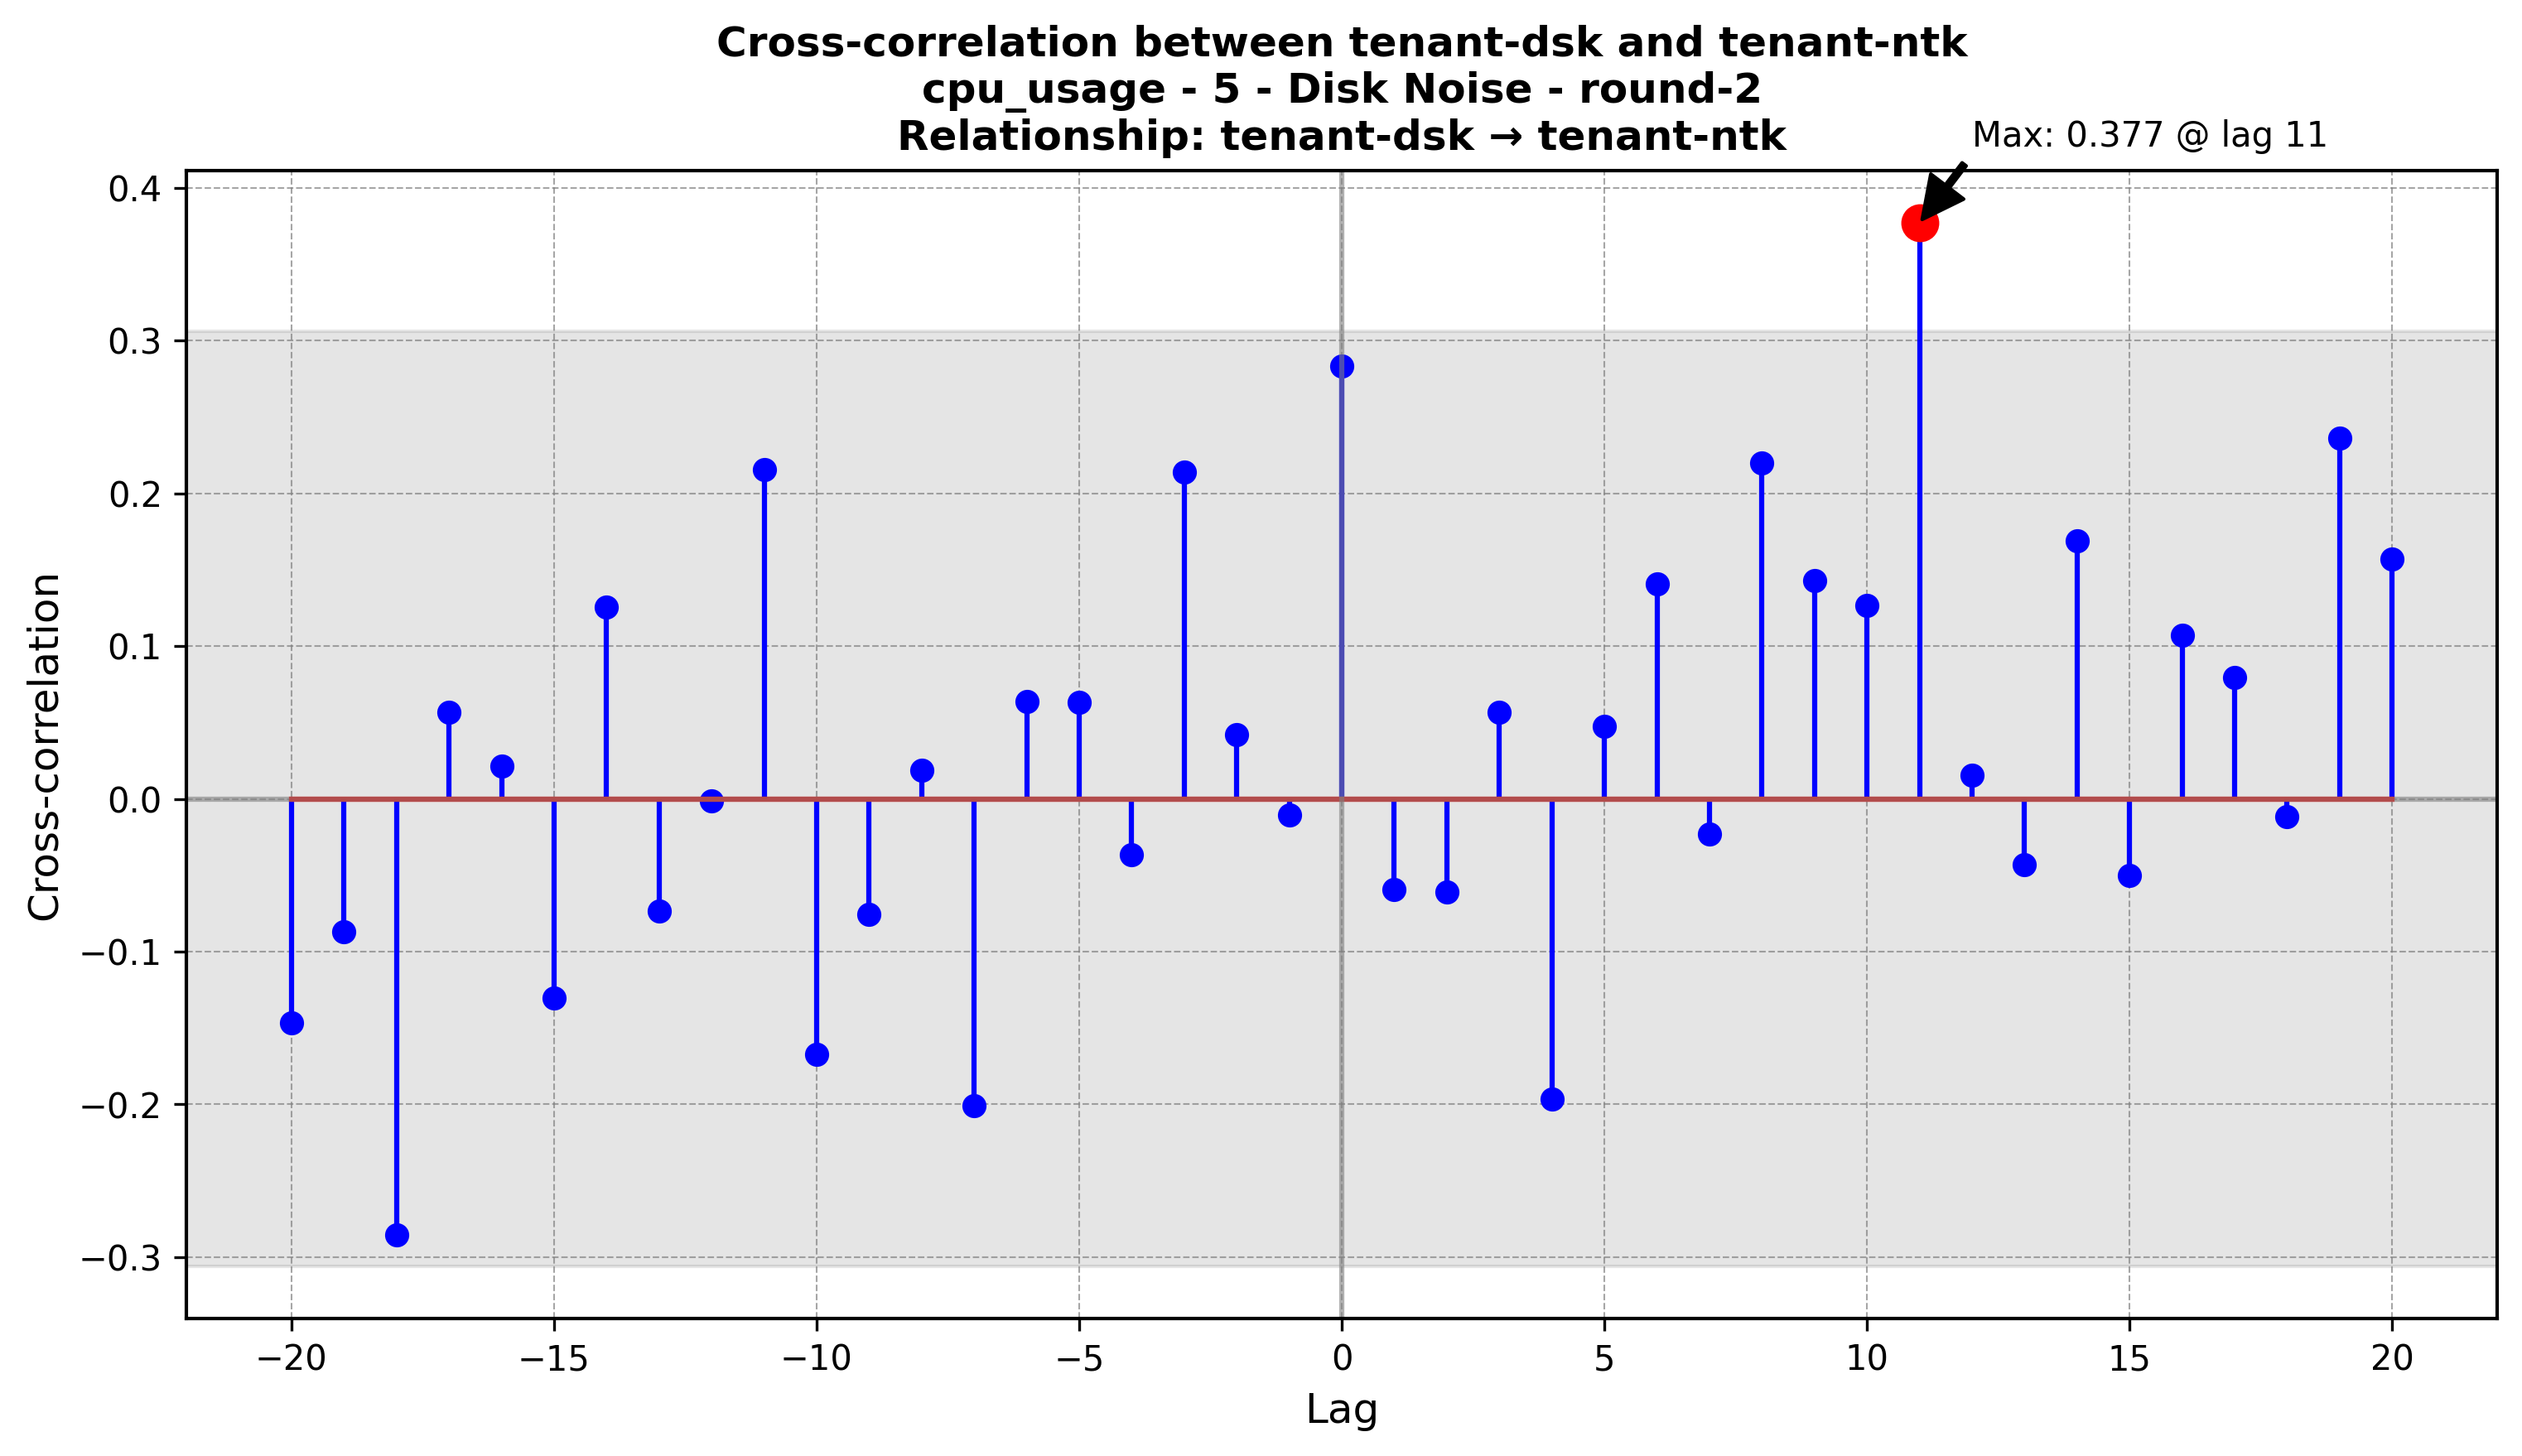 Cross-correlation between tenant-dsk and tenant-ntk
cpu_usage - 5 - Disk Noise - round-2
Relationship: tenant-dsk → tenant-ntk
Max: 0.377 @ lag 11
0.4
0.3
0.2
0.1
0.0
−0.1
−0.2
−0.3
Cross-correlation
−20
−15
−10
−5
0
5
10
15
20
Lag